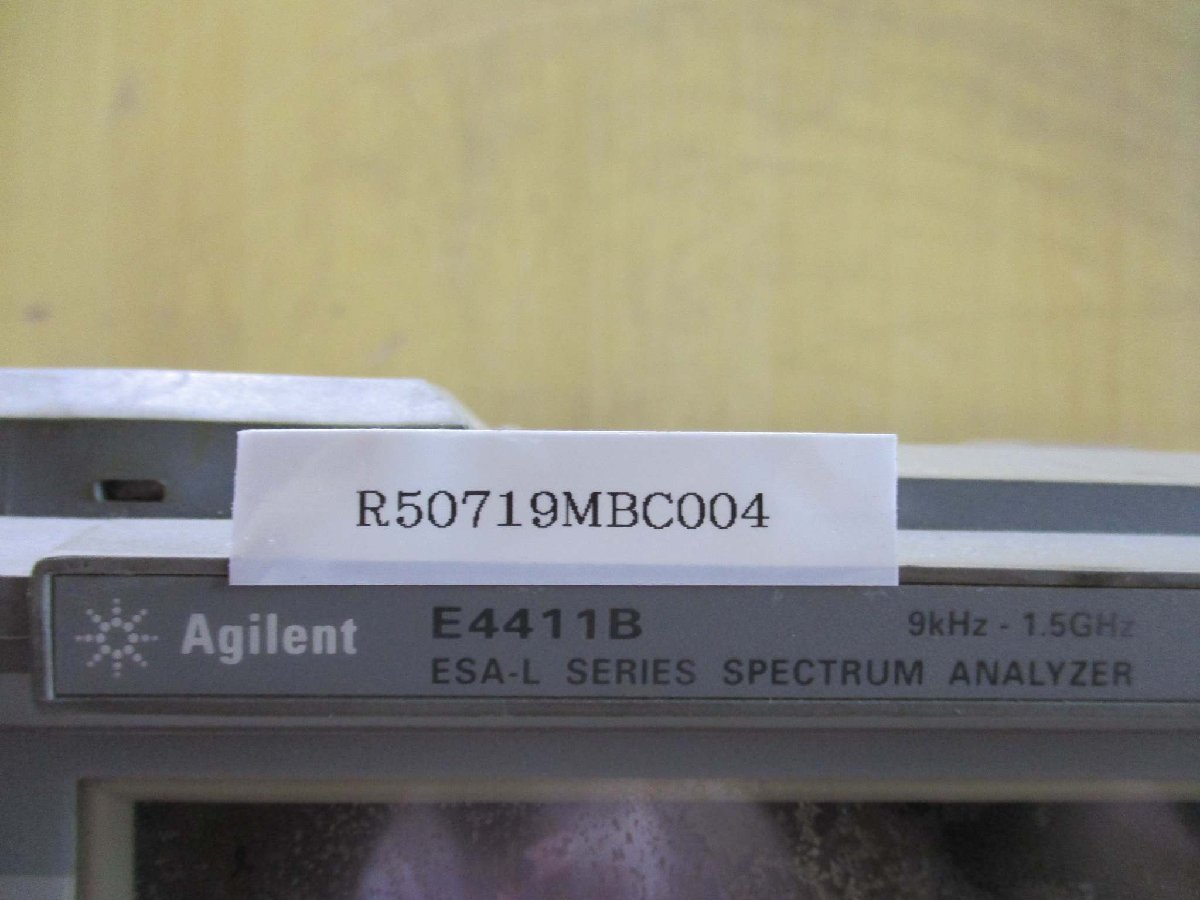 R50719MBC004
Agilent E4411B 9kHz - 1.5GHz
ESA-L SERIES SPECTRUM ANALYZER